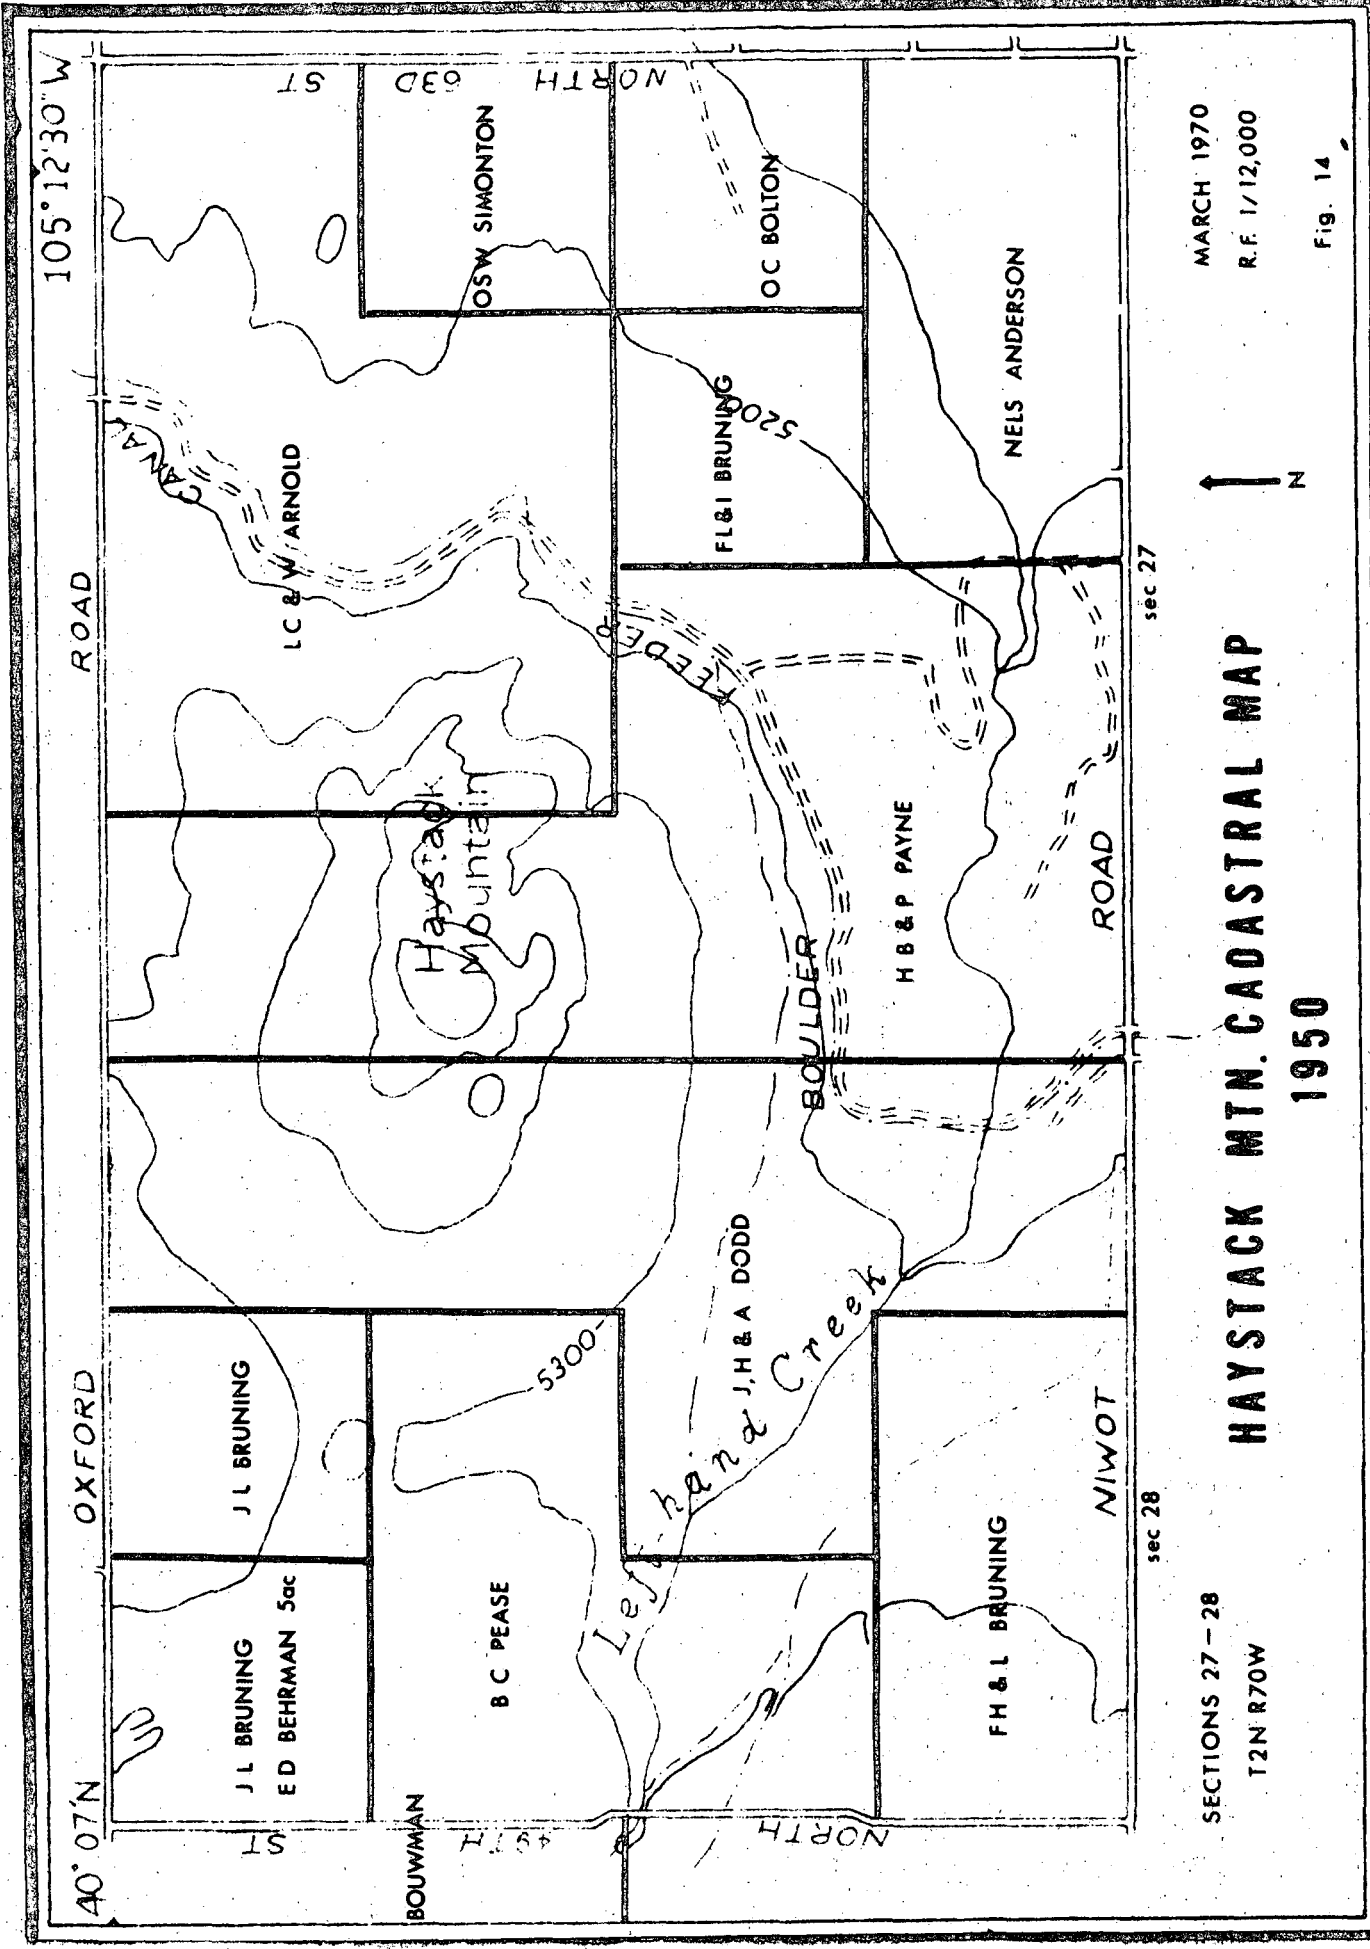 40° 07'N
OXFORD ROAD
105° 12' 30" W
NORTH 49TH ST
NORTH 63D ST
J L BRUNING
E D BEHRMAN 5ac
J L BRUNING
BOUWMAN
B C PEASE
5300
Haystack
Mountain
LC & W ARNOLD
CANAL
OSW SIMONTON
Left hand Creek
J,H & A DODD
BOULDER
FEEDER
FL & I BRUNING
5200
OC BOLTON
H B & P PAYNE
NELS ANDERSON
FH & L BRUNING
NIWOT ROAD
sec 28
sec 27
SECTIONS 27-28
T2N R70W
HAYSTACK MTN. CADASTRAL MAP
1950
N
MARCH 1970
R.F. 1/12,000
Fig. 14